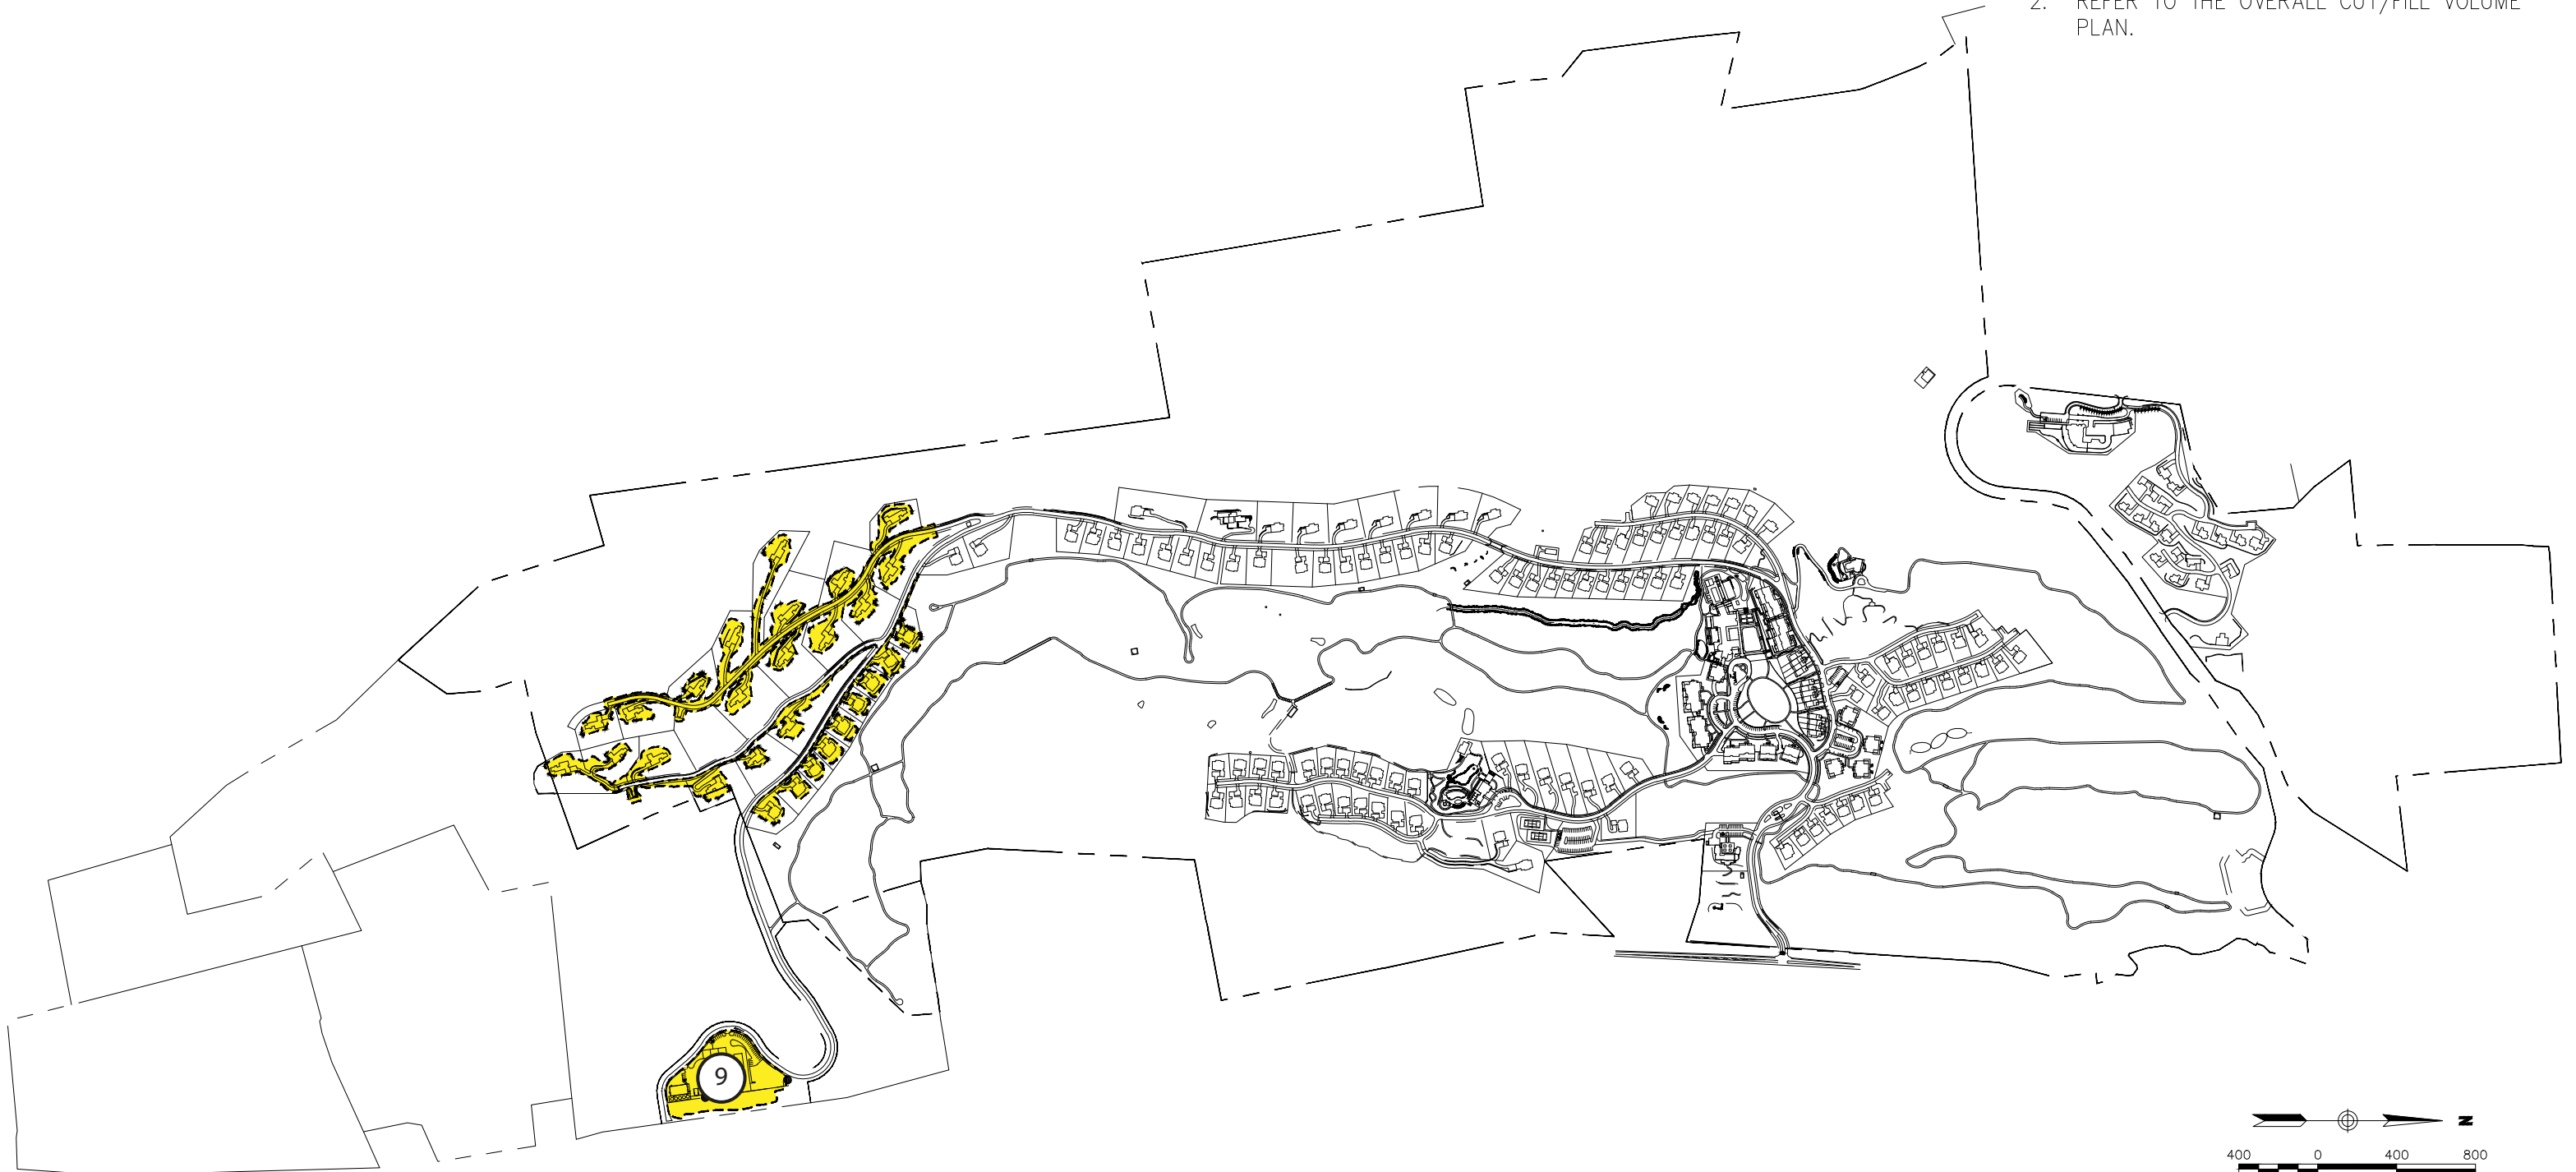 2. REFER TO THE OVERALL CUT/FILL VOLUME
PLAN.
9
N
400 0 400 800